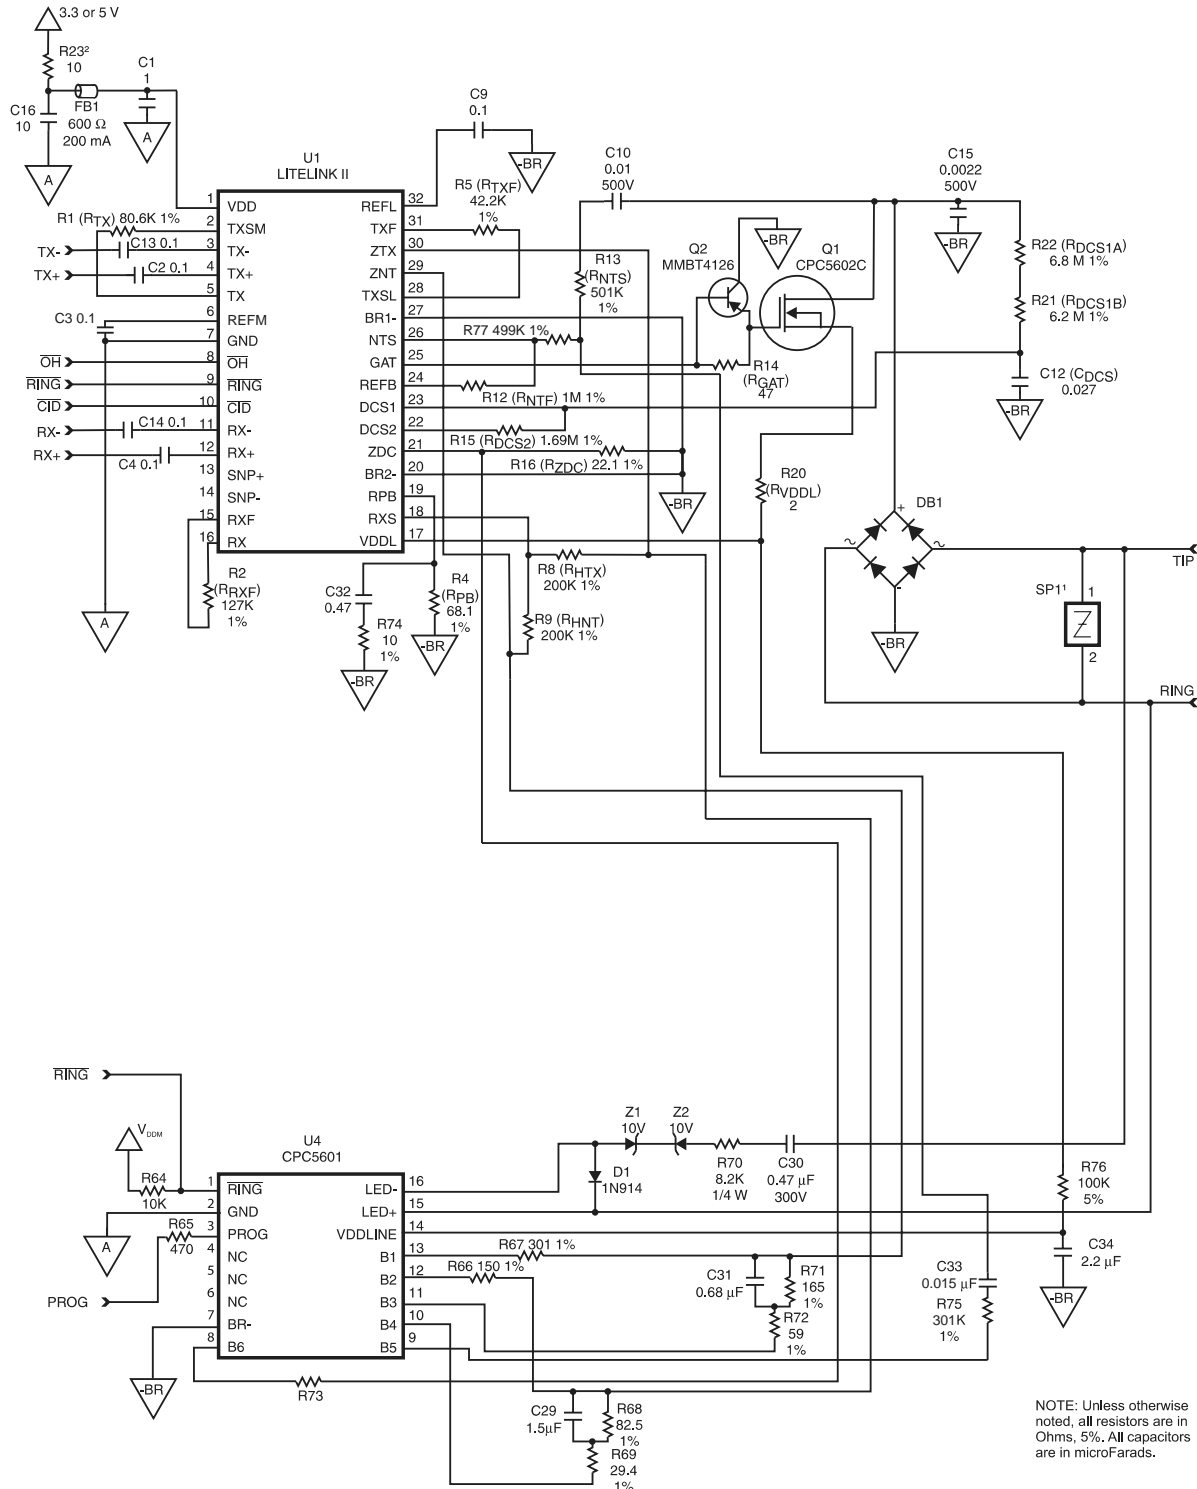 3.3 or 5 V
R23²
10
C1
1
C16
10
FB1
600 Ω
200 mA
A
A
C9
0.1
-BR
U1
LITELINK II
R5 (RTXF)
42.2K
1%
C10
0.01
500V
C15
0.0022
500V
-BR
-BR
Q2
MMBT4126
Q1
CPC5602C
R13
(RNTS)
501K
1%
R22 (RDCS1A)
6.8 M 1%
R21 (RDCS1B)
6.2 M 1%
C12 (CDCS)
0.027
-BR
R1 (RTX) 80.6K 1%
TX-
C13 0.1
TX+
C2 0.1
C3 0.1
OH
RING
CID
RX-
C14 0.1
RX+
C4 0.1
1 VDD
2 TXSM
3 TX-
4 TX+
5 TX
6 REFM
7 GND
8 OH
9 RING
10 CID
11 RX-
12 RX+
13 SNP+
14 SNP-
15 RXF
16 RX
REFL 32
TXF 31
ZTX 30
ZNT 29
TXSL 28
BR1- 27
NTS 26
GAT 25
REFB 24
DCS1 23
DCS2 22
ZDC 21
BR2- 20
RPB 19
RXS 18
VDDL 17
R77 499K 1%
R14
(RGAT)
47
R12 (RNTF) 1M 1%
R15 (RDCS2) 1.69M 1%
R16 (RZDC) 22.1 1%
-BR
R20
(RVDDL)
2
DB1
~
+
~
-
-BR
TIP
SP1¹
1
2
RING
R2
(RRXF)
127K
1%
A
C32
0.47
R74
10
1%
-BR
R4
(RPB)
68.1
1%
-BR
R8 (RHTX)
200K 1%
R9 (RHNT)
200K 1%
RING
VDDM
R64
10K
A
R65
470
PROG
-BR
U4
CPC5601
1 RING
2 GND
3 PROG
4 NC
5 NC
6 NC
7 BR-
8 B6
LED- 16
LED+ 15
VDDLINE 14
B1 13
B2 12
B3 11
B4 10
B5 9
Z1
10V
Z2
10V
D1
1N914
R70
8.2K
1/4 W
C30
0.47 µF
300V
R76
100K
5%
C34
2.2 µF
-BR
R67 301 1%
R66 150 1%
C31
0.68 µF
R71
165
1%
R72
59
1%
C33
0.015 µF
R75
301K
1%
R73
C29
1.5µF
R68
82.5
1%
R69
29.4
1%
NOTE: Unless otherwise
noted, all resistors are in
Ohms, 5%. All capacitors
are in microFarads.